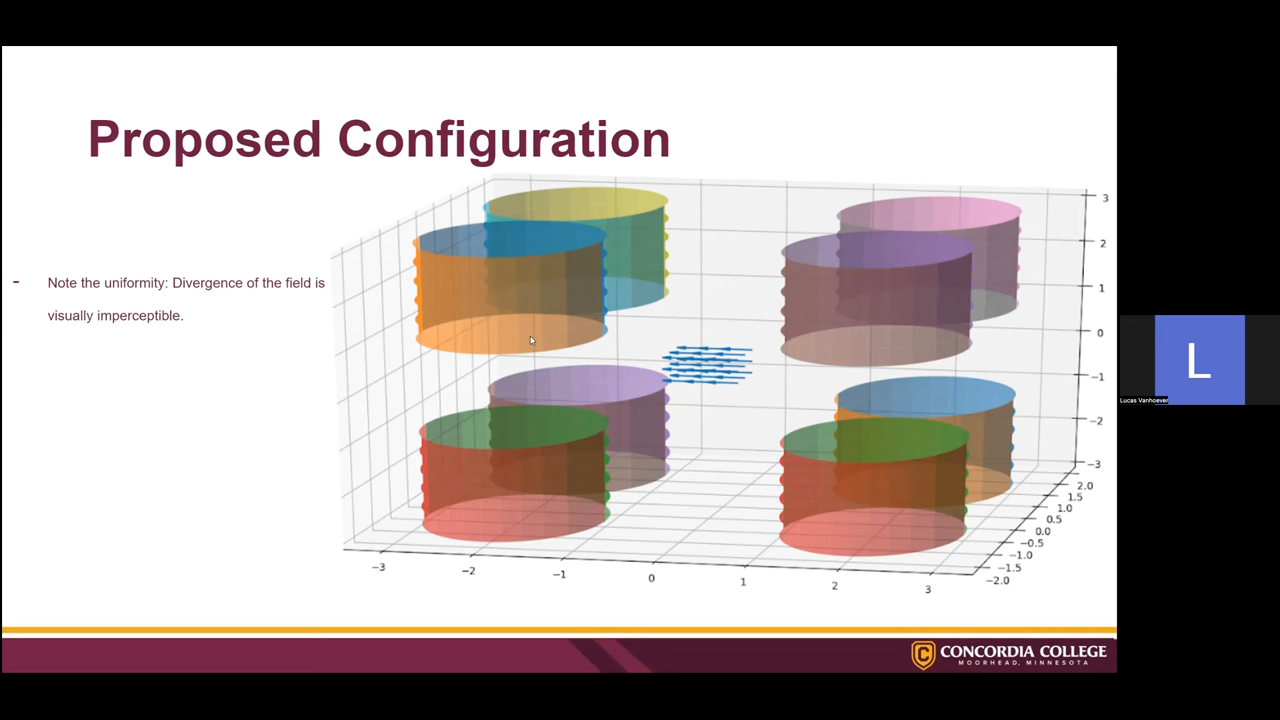 Proposed Configuration
- Note the uniformity: Divergence of the field is
visually imperceptible.
3
2
1
0
−1
−2
−3
2.0
1.5
1.0
0.5
0.0
−0.5
−1.0
−1.5
−2.0
−3
−2
−1
0
1
2
3
L
Lucas Vanhoever
C
CONCORDIA COLLEGE
MOORHEAD, MINNESOTA